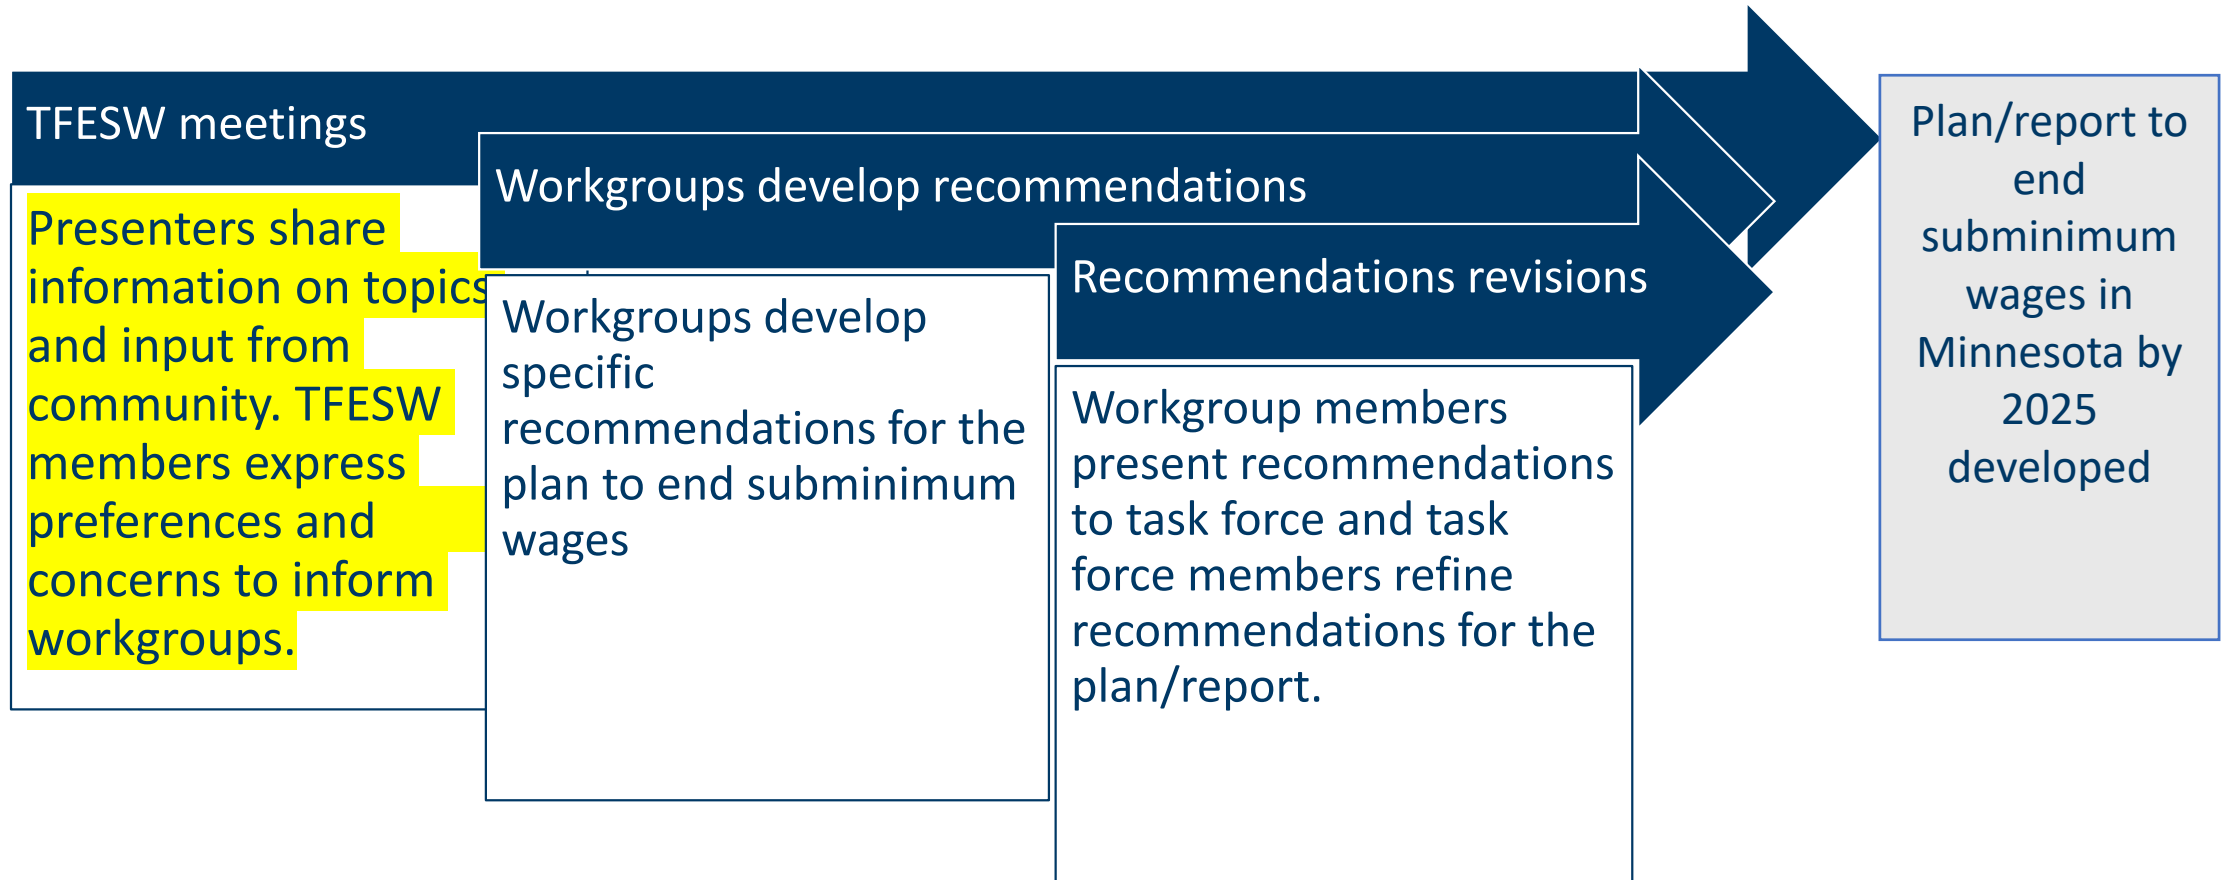 TFESW meetings
Presenters share
information on topics
and input from
community. TFESW
members express
preferences and
concerns to inform
workgroups.
Workgroups develop recommendations
Workgroups develop
specific
recommendations for the
plan to end subminimum
wages
Recommendations revisions
Workgroup members
present recommendations
to task force and task
force members refine
recommendations for the
plan/report.
Plan/report to
end
subminimum
wages in
Minnesota by
2025
developed